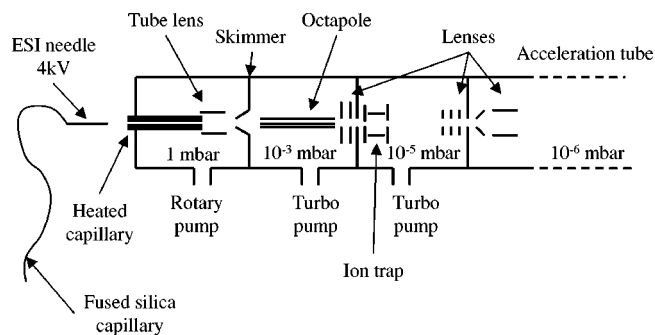 Tube lens
Octapole
Skimmer
ESI needle
4kV
Lenses
Acceleration tube
1 mbar
10-3 mbar
10-5 mbar
10-6 mbar
Heated
capillary
Rotary
pump
Turbo
pump
Turbo
pump
Ion trap
Fused silica
capillary